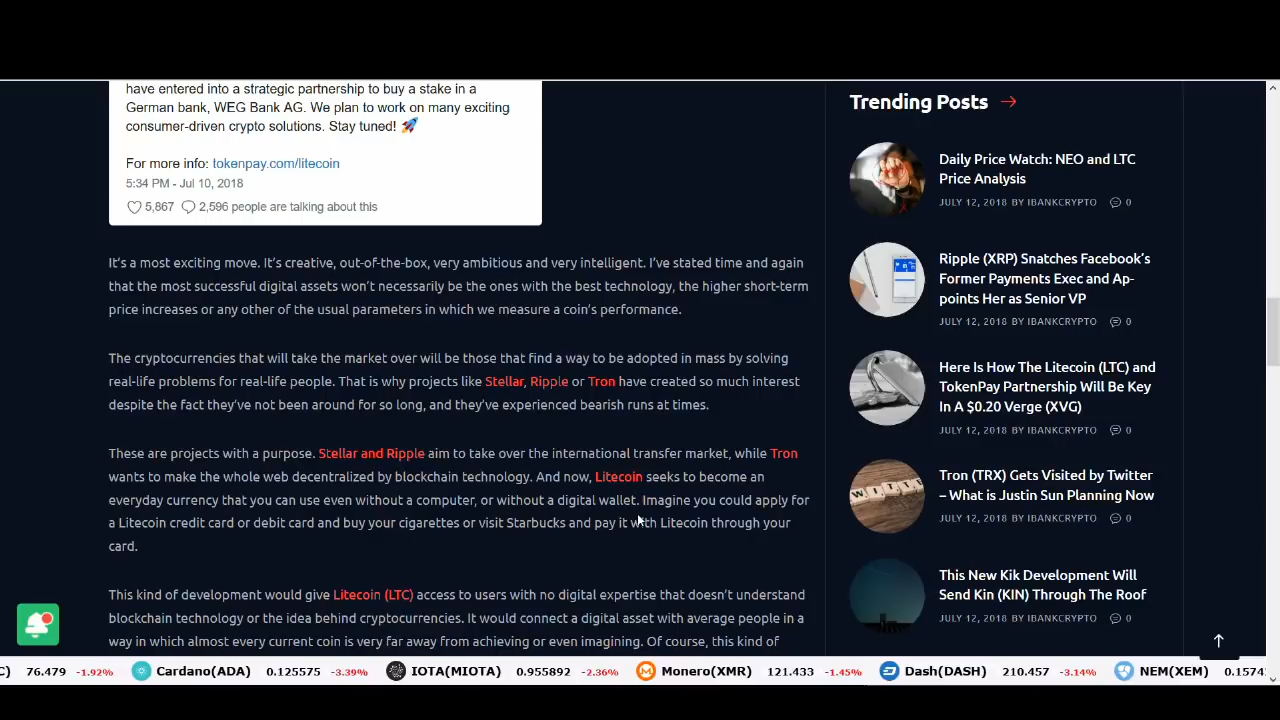 have entered into a strategic partnership to buy a stake in a
German bank, WEG Bank AG. We plan to work on many exciting
consumer-driven crypto solutions. Stay tuned! 🚀
For more info: tokenpay.com/litecoin
5:34 PM - Jul 10, 2018
5,867 2,596 people are talking about this
It's a most exciting move. It's creative, out-of-the-box, very ambitious and very intelligent. I've stated time and again
that the most successful digital assets won't necessarily be the ones with the best technology, the higher short-term
price increases or any other of the usual parameters in which we measure a coin's performance.
The cryptocurrencies that will take the market over will be those that find a way to be adopted in mass by solving
real-life problems for real-life people. That is why projects like Stellar, Ripple or Tron have created so much interest
despite the fact they've not been around for so long, and they've experienced bearish runs at times.
These are projects with a purpose. Stellar and Ripple aim to take over the international transfer market, while Tron
wants to make the whole web decentralized by blockchain technology. And now, Litecoin seeks to become an
everyday currency that you can use even without a computer, or without a digital wallet. Imagine you could apply for
a Litecoin credit card or debit card and buy your cigarettes or visit Starbucks and pay it with Litecoin through your
card.
This kind of development would give Litecoin (LTC) access to users with no digital expertise that doesn't understand
blockchain technology or the idea behind cryptocurrencies. It would connect a digital asset with average people in a
way in which almost every current coin is very far away from achieving or even imagining. Of course, this kind of
Trending Posts
Daily Price Watch: NEO and LTC
Price Analysis
JULY 12, 2018 BY IBANKCRYPTO 0
Ripple (XRP) Snatches Facebook's
Former Payments Exec and Ap-
points Her as Senior VP
JULY 12, 2018 BY IBANKCRYPTO 0
Here Is How The Litecoin (LTC) and
TokenPay Partnership Will Be Key
In A $0.20 Verge (XVG)
JULY 12, 2018 BY IBANKCRYPTO 0
Tron (TRX) Gets Visited by Twitter
– What is Justin Sun Planning Now
JULY 12, 2018 BY IBANKCRYPTO 0
This New Kik Development Will
Send Kin (KIN) Through The Roof
JULY 12, 2018 BY IBANKCRYPTO 0
C) 76.479 -1.92% Cardano(ADA) 0.125575 -3.39% IOTA(MIOTA) 0.955892 -2.36% Monero(XMR) 121.433 -1.45% Dash(DASH) 210.457 -3.14% NEM(XEM) 0.1574